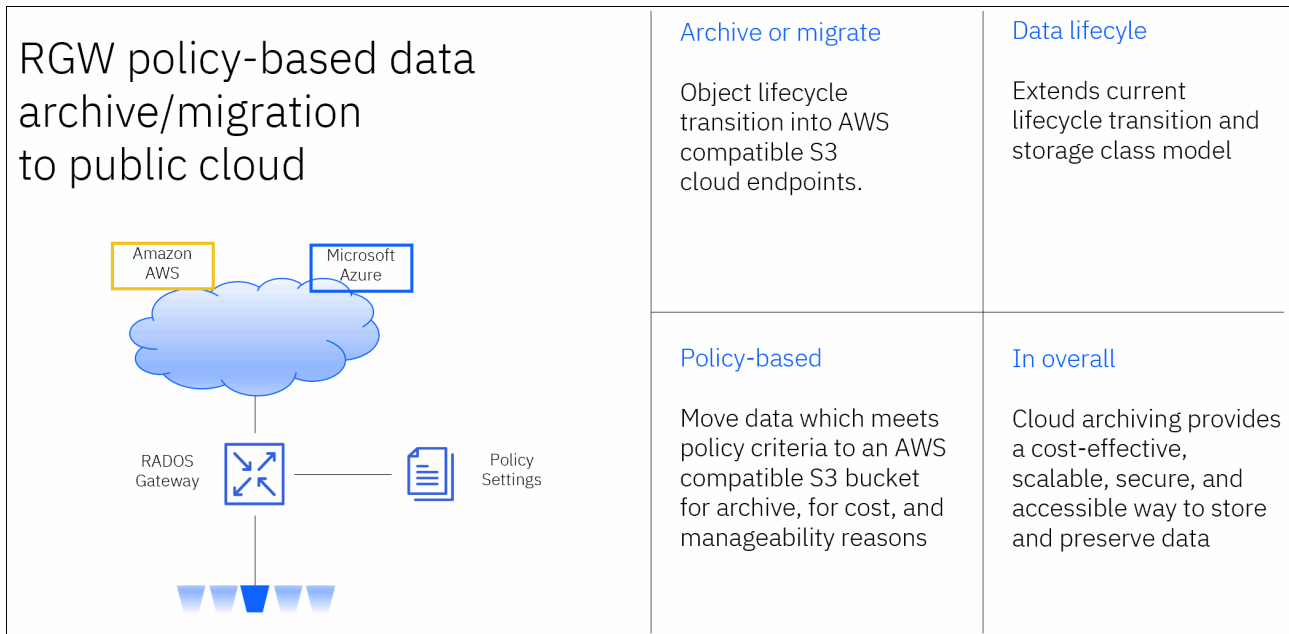 RGW policy-based data
archive/migration
to public cloud
Amazon
AWS
Microsoft
Azure
RADOS
Gateway
Policy
Settings
Archive or migrate
Object lifecycle
transition into AWS
compatible S3
cloud endpoints.
Data lifecyle
Extends current
lifecycle transition and
storage class model
Policy-based
Move data which meets
policy criteria to an AWS
compatible S3 bucket
for archive, for cost, and
manageability reasons
In overall
Cloud archiving provides
a cost-effective,
scalable, secure, and
accessible way to store
and preserve data